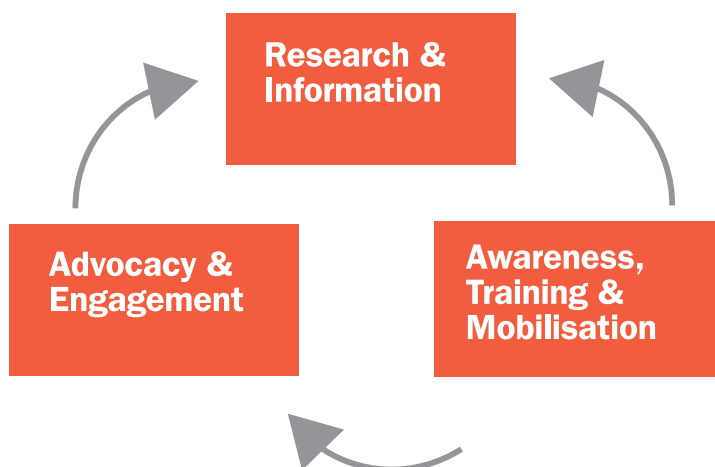 Research &
Information
Advocacy &
Engagement
Awareness,
Training &
Mobilisation